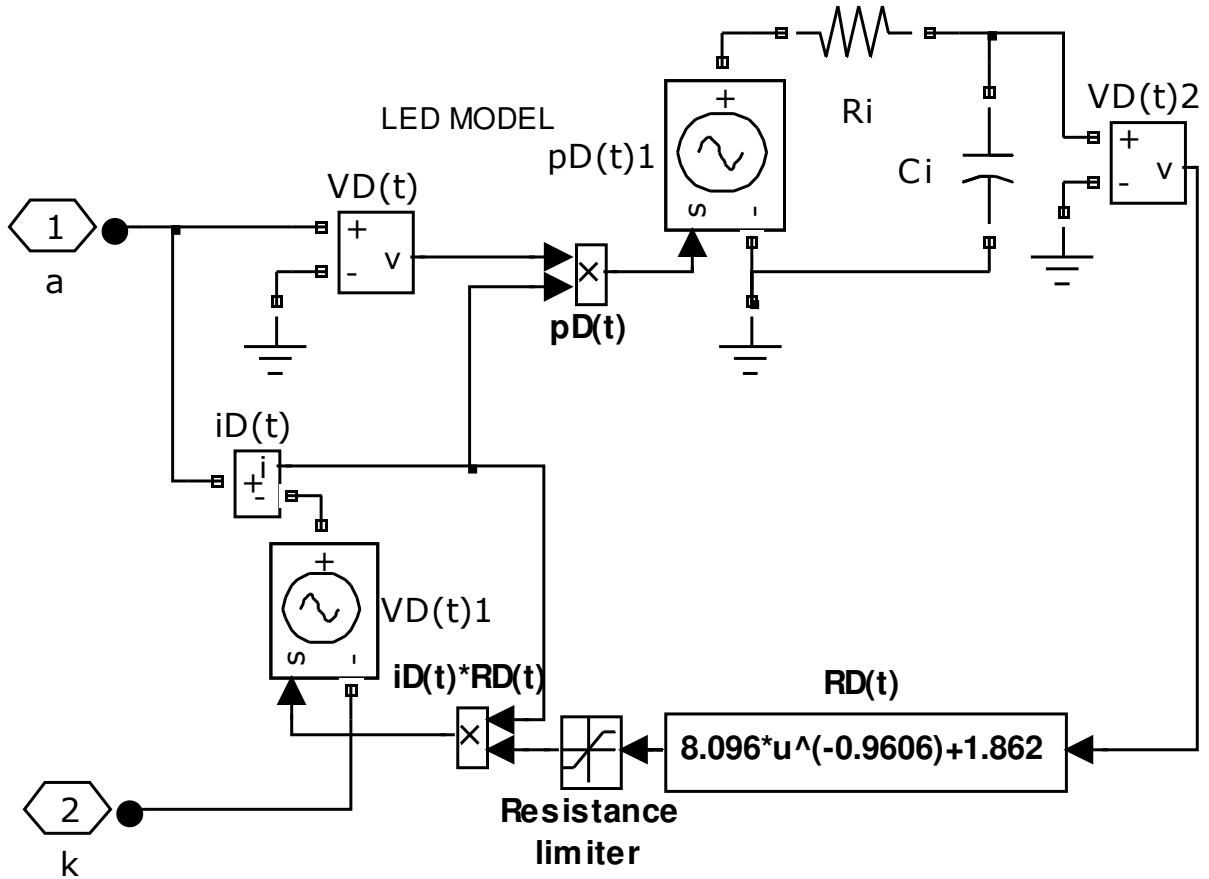 LED MODEL
pD(t)1
Ri
Ci
VD(t)2
+
-
v
+
s
-
VD(t)
+
-
v
1
a
×
pD(t)
iD(t)
i
+
-
+
s
-
VD(t)1
iD(t)*RD(t)
×
RD(t)
8.096*u^(-0.9606)+1.862
Resistance
limiter
2
k